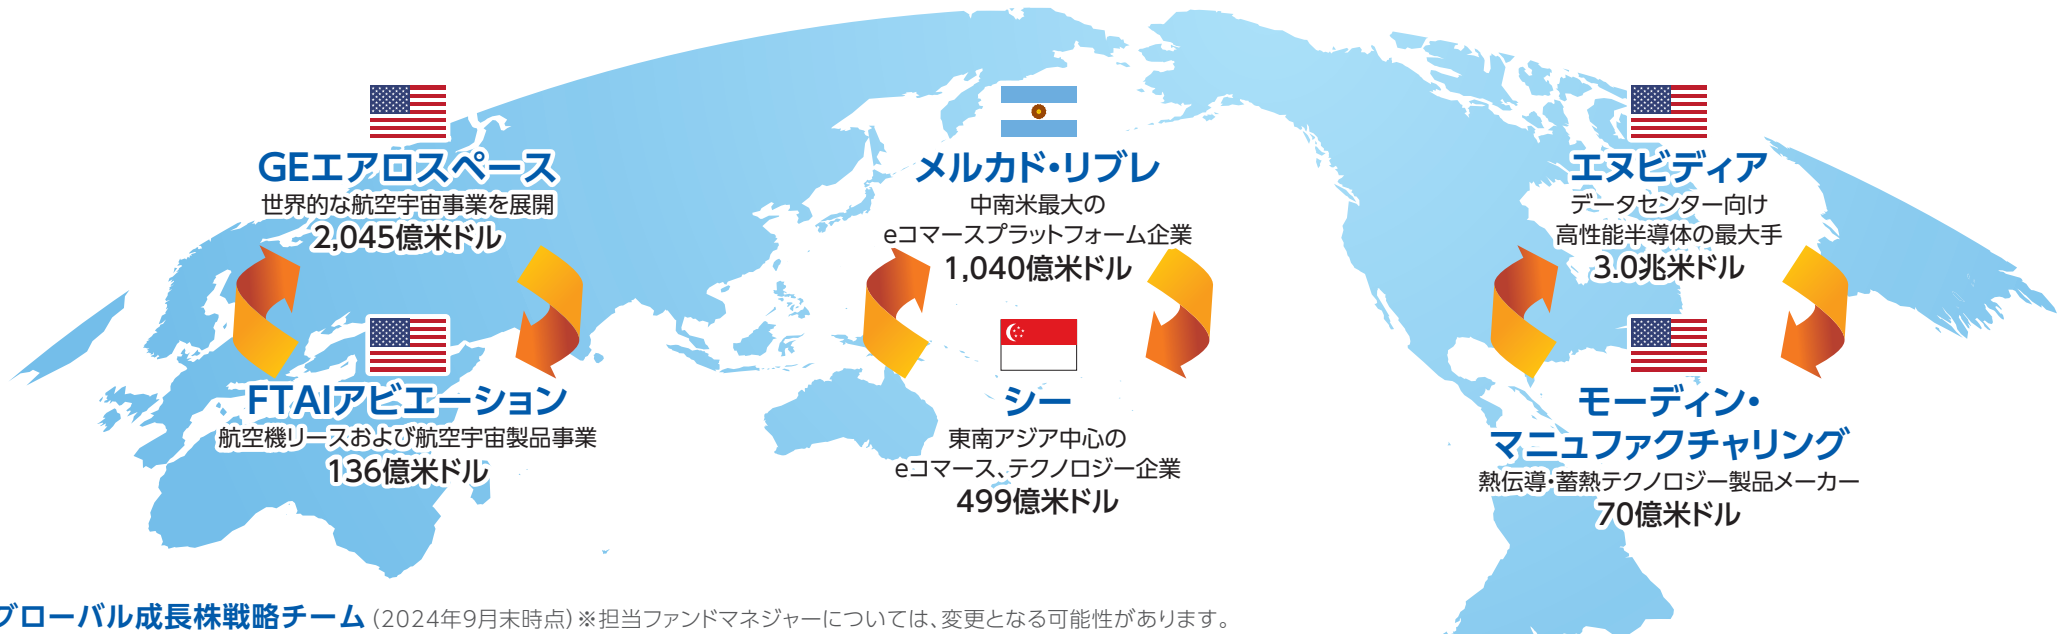 GEエアロスペース
世界的な航空宇宙事業を展開
2,045億米ドル
FTAIアビエーション
航空機リースおよび航空宇宙製品事業
136億米ドル
メルカド・リブレ
中南米最大の
eコマースプラットフォーム企業
1,040億米ドル
シー
東南アジア中心の
eコマース、テクノロジー企業
499億米ドル
エヌビディア
データセンター向け
高性能半導体の最大手
3.0兆米ドル
モーディン・
マニュファクチャリング
熱伝導・蓄熱テクノロジー製品メーカー
70億米ドル
グローバル成長株戦略チーム (2024年9月末時点)※担当ファンドマネジャーについては、変更となる可能性があります。